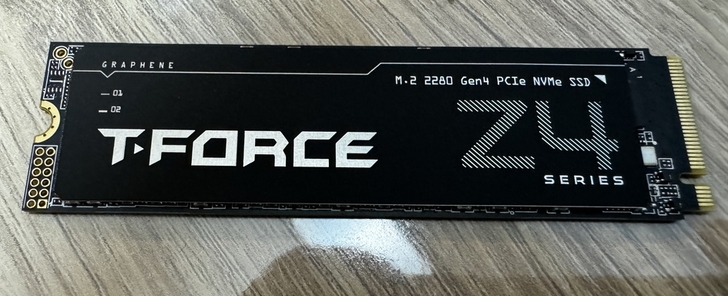 GRAPHENE
M.2 2280 Gen4 PCIe NVMe SSD
01
02
T-FORCE
Z4
SERIES